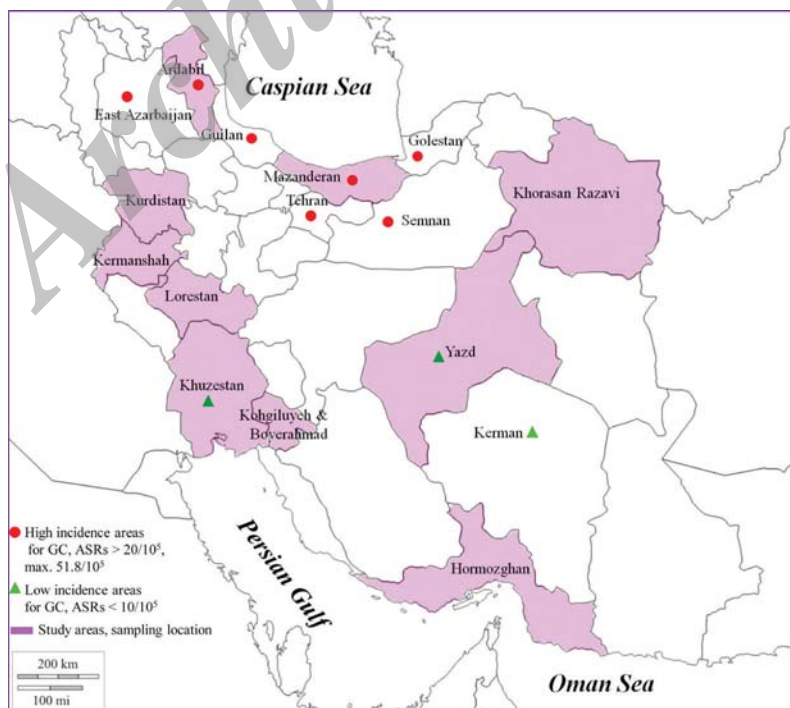 Archi
Ardabil
Caspian Sea
East Azarbaijan
Guilan
Golestan
Mazanderan
Khorasan Razavi
Kurdistan
Tehran
Semnan
Kermanshah
Lorestan
Yazd
Khuzestan
Kohgiluyeh &
Boyerahmad
Kerman
Persian Gulf
Hormozghan
Oman Sea
High incidence areas
for GC, ASRs > 20/10⁵,
max. 51.8/10⁵
Low incidence areas
for GC, ASRs < 10/10⁵
Study areas, sampling location
200 km
100 mi